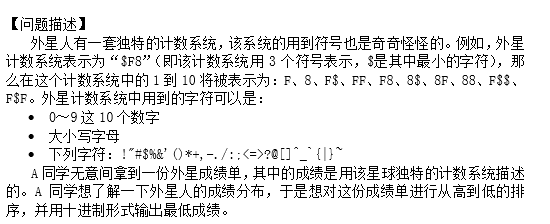 【问题描述】
外星人有一套独特的计数系统，该系统的用到符号也是奇奇怪怪的。例如，外星
计数系统表示为“$F8”(即该计数系统用 3 个符号表示，$是其中最小的字符)，那
么在这个计数系统中的 1 到 10 将被表示为：F、8、F$、FF、F8、8$、8F、88、F$$、
F$F。外星计数系统中用到的字符可以是：
• 0～9 这 10 个数字
• 大小写字母
• 下列字符：!"#$%&'()*+,-./:;<=>?@[]^_`{|}~
A 同学无意间拿到一份外星成绩单，其中的成绩是用该星球独特的计数系统描述
的。A 同学想了解一下外星人的成绩分布，于是想对这份成绩单进行从高到低的排
序，并用十进制形式输出最低成绩。